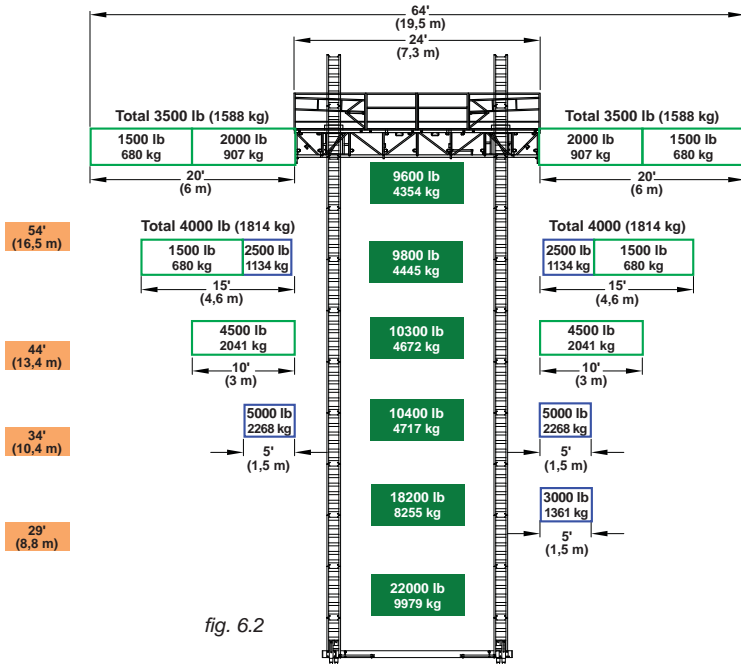 64'
(19,5 m)
24'
(7,3 m)
Total 3500 lb (1588 kg)
Total 3500 lb (1588 kg)
1500 lb
680 kg
2000 lb
907 kg
2000 lb
907 kg
1500 lb
680 kg
20'
(6 m)
20'
(6 m)
9600 lb
4354 kg
54'
(16,5 m)
Total 4000 lb (1814 kg)
Total 4000 (1814 kg)
1500 lb
680 kg
2500 lb
1134 kg
9800 lb
4445 kg
2500 lb
1134 kg
1500 lb
680 kg
15'
(4,6 m)
15'
(4,6 m)
44'
(13,4 m)
4500 lb
2041 kg
10300 lb
4672 kg
4500 lb
2041 kg
10'
(3 m)
10'
(3 m)
34'
(10,4 m)
5000 lb
2268 kg
10400 lb
4717 kg
5000 lb
2268 kg
5'
(1,5 m)
5'
(1,5 m)
29'
(8,8 m)
18200 lb
8255 kg
3000 lb
1361 kg
5'
(1,5 m)
22000 lb
9979 kg
fig. 6.2